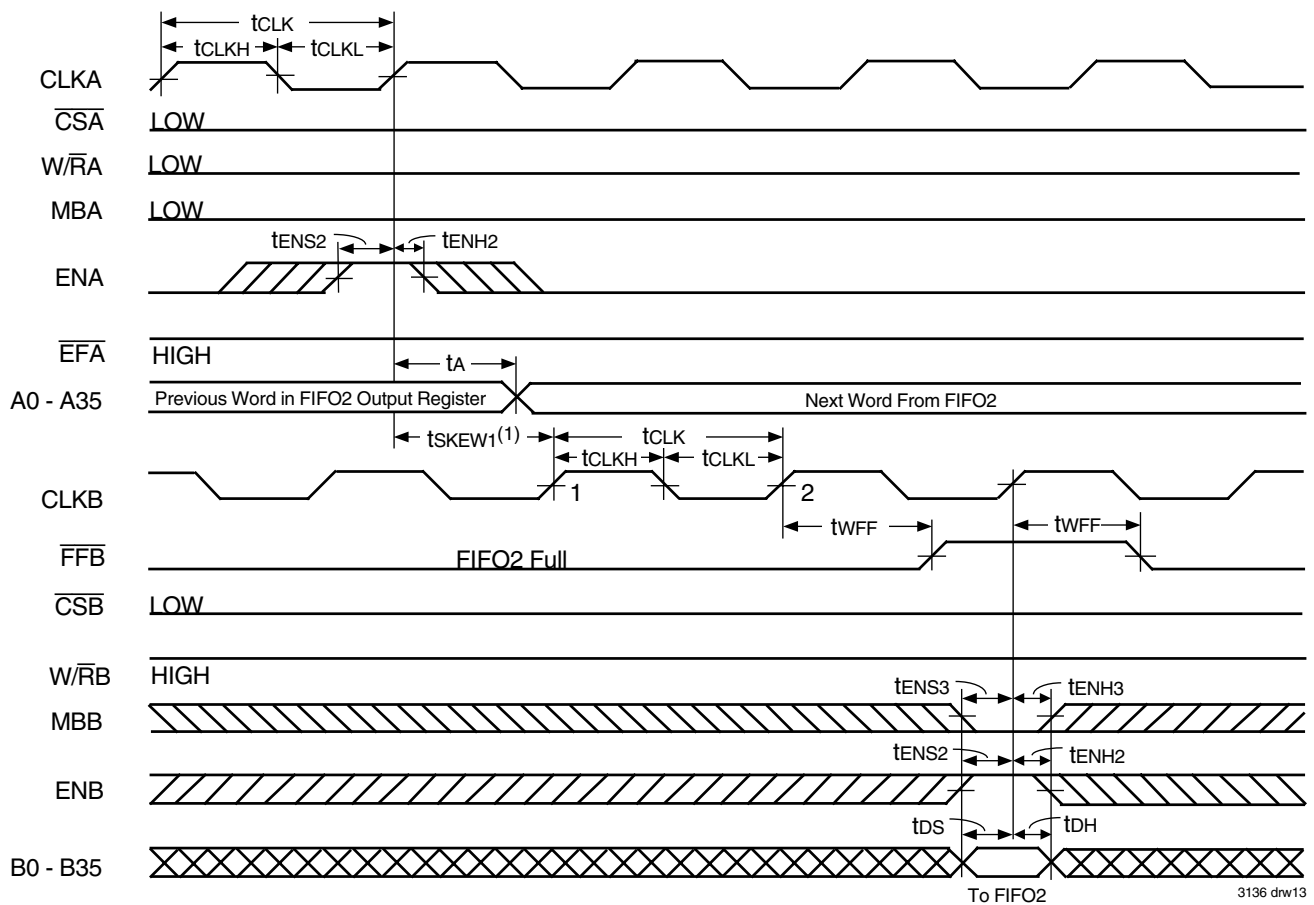 tCLK
tCLKH tCLKL
CLKA
CSA LOW
W/RA LOW
MBA LOW
tENS2 tENH2
ENA
EFA HIGH
tA
A0 - A35 Previous Word in FIFO2 Output Register Next Word From FIFO2
tSKEW1(1) tCLK
tCLKH tCLKL
CLKB 1 2
tWFF tWFF
FFB FIFO2 Full
CSB LOW
W/RB HIGH
tENS3 tENH3
MBB
tENS2 tENH2
ENB
tDS tDH
B0 - B35
To FIFO2
3136 drw13